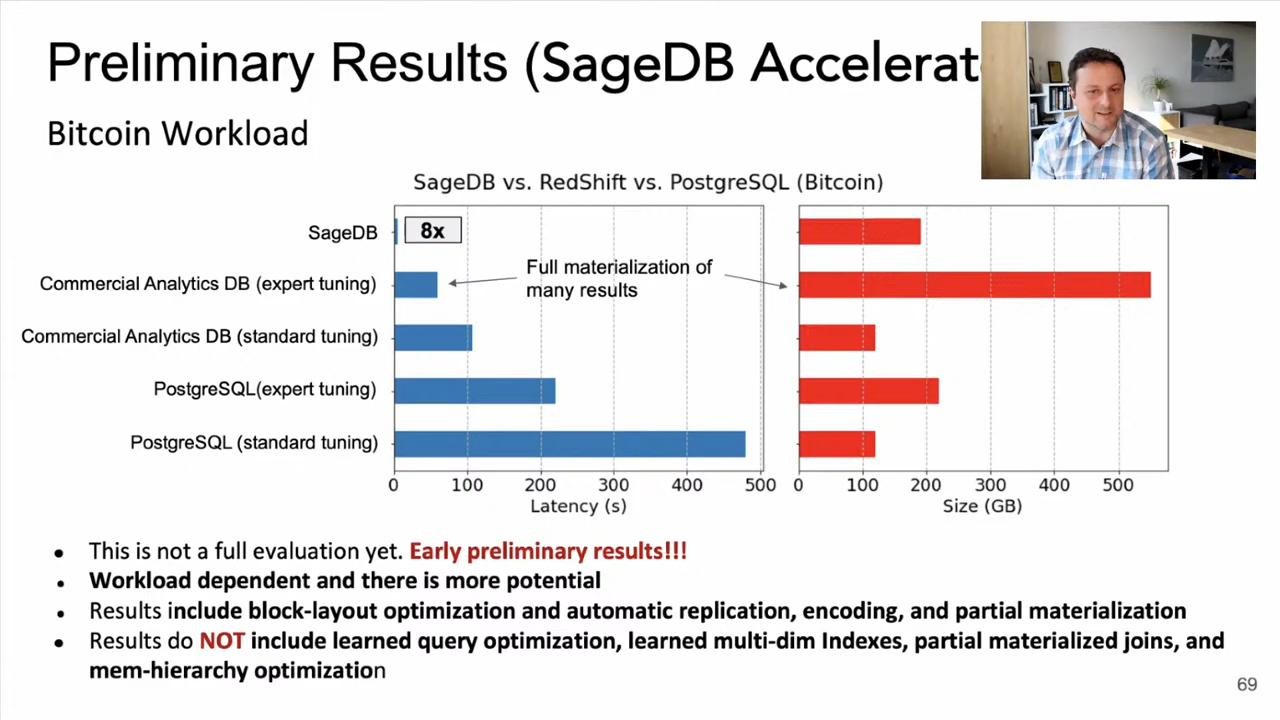 Preliminary Results (SageDB Accelerat
Bitcoin Workload
SageDB vs. RedShift vs. PostgreSQL (Bitcoin)
SageDB
8x
Commercial Analytics DB (expert tuning)
Full materialization of
many results
Commercial Analytics DB (standard tuning)
PostgreSQL(expert tuning)
PostgreSQL (standard tuning)
0 100 200 300 400 500
Latency (s)
0 100 200 300 400 500
Size (GB)
• This is not a full evaluation yet. Early preliminary results!!!
• Workload dependent and there is more potential
• Results include block-layout optimization and automatic replication, encoding, and partial materialization
• Results do NOT include learned query optimization, learned multi-dim Indexes, partial materialized joins, and
mem-hierarchy optimization
69